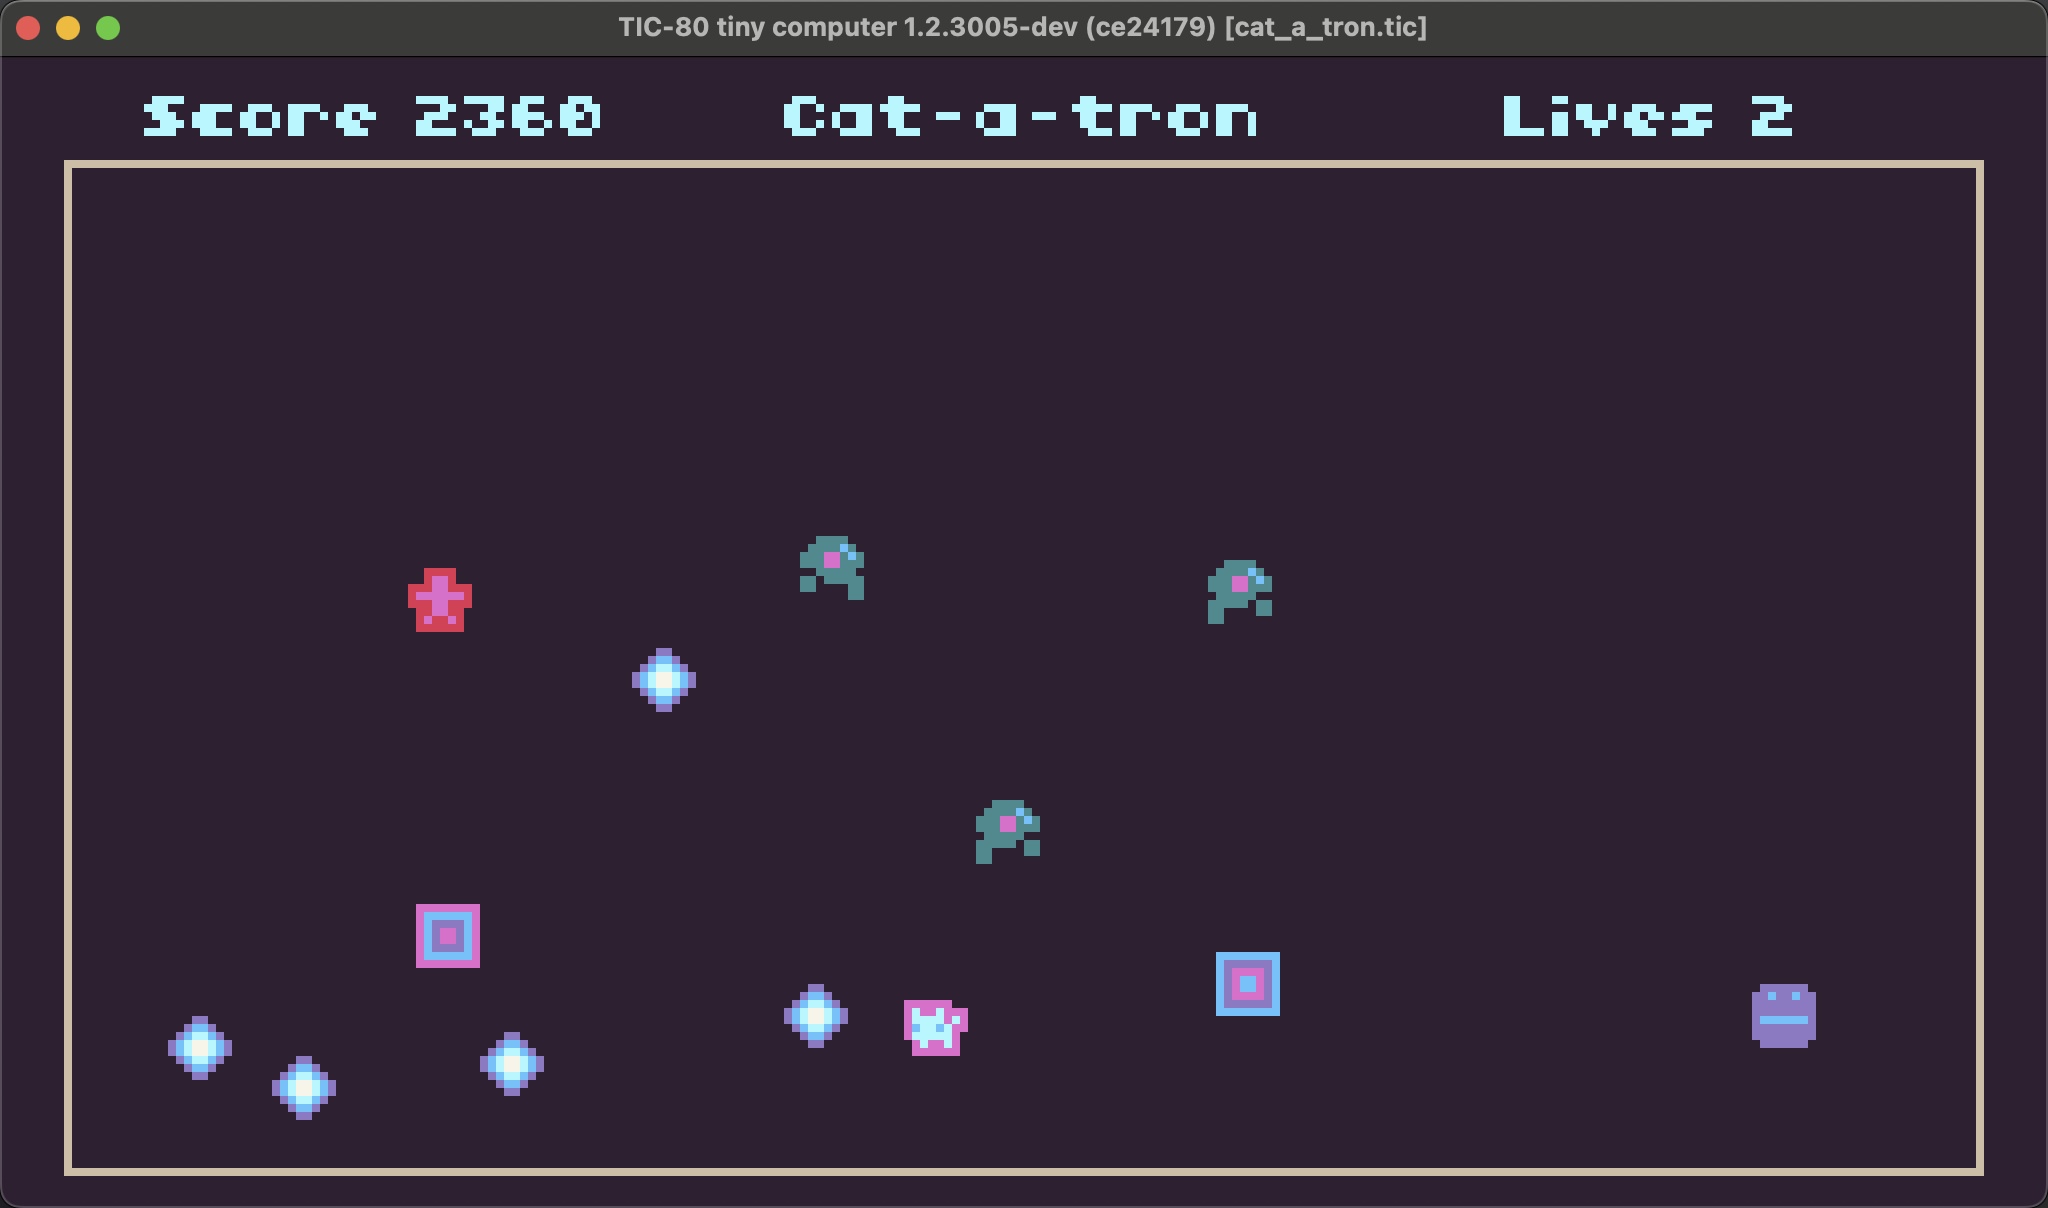 TIC-80 tiny computer 1.2.3005-dev (ce24179) [cat_a_tron.tic]
Score 2360 Cat-a-tron Lives 2